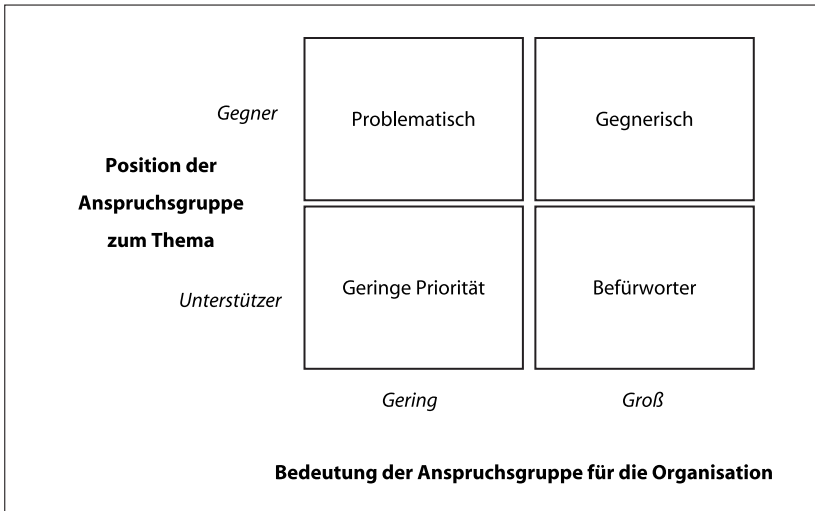 Gegner
Problematisch
Gegnerisch
Position der
Anspruchsgruppe
zum Thema
Unterstützer
Geringe Priorität
Befürworter
Gering
Groß
Bedeutung der Anspruchsgruppe für die Organisation